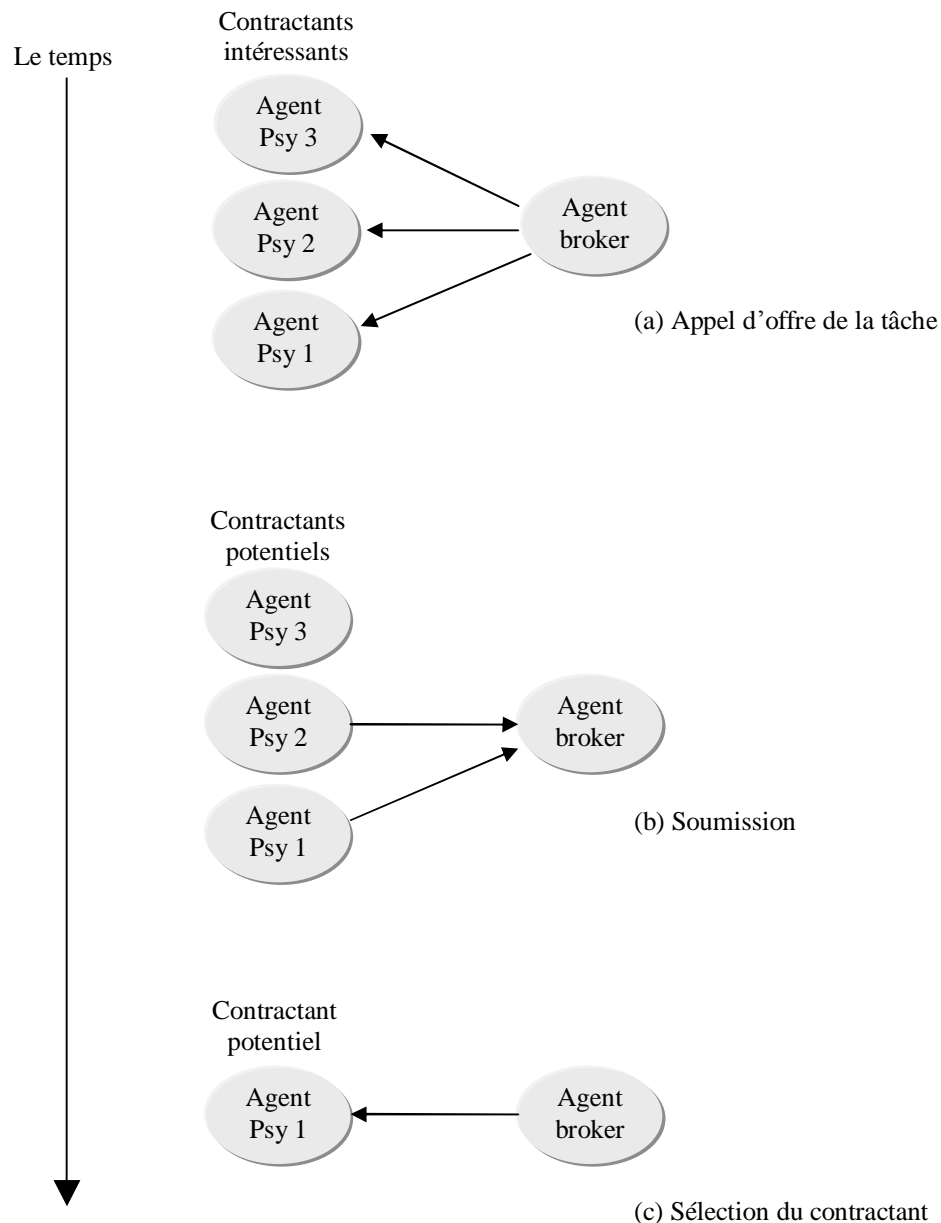 Contractants
intéressants
Le temps
Agent
Psy 3
Agent
Psy 2
Agent
broker
Agent
Psy 1
(a) Appel d’offre de la tâche
Contractants
potentiels
Agent
Psy 3
Agent
Psy 2
Agent
broker
Agent
Psy 1
(b) Soumission
Contractant
potentiel
Agent
Psy 1
Agent
broker
(c) Sélection du contractant